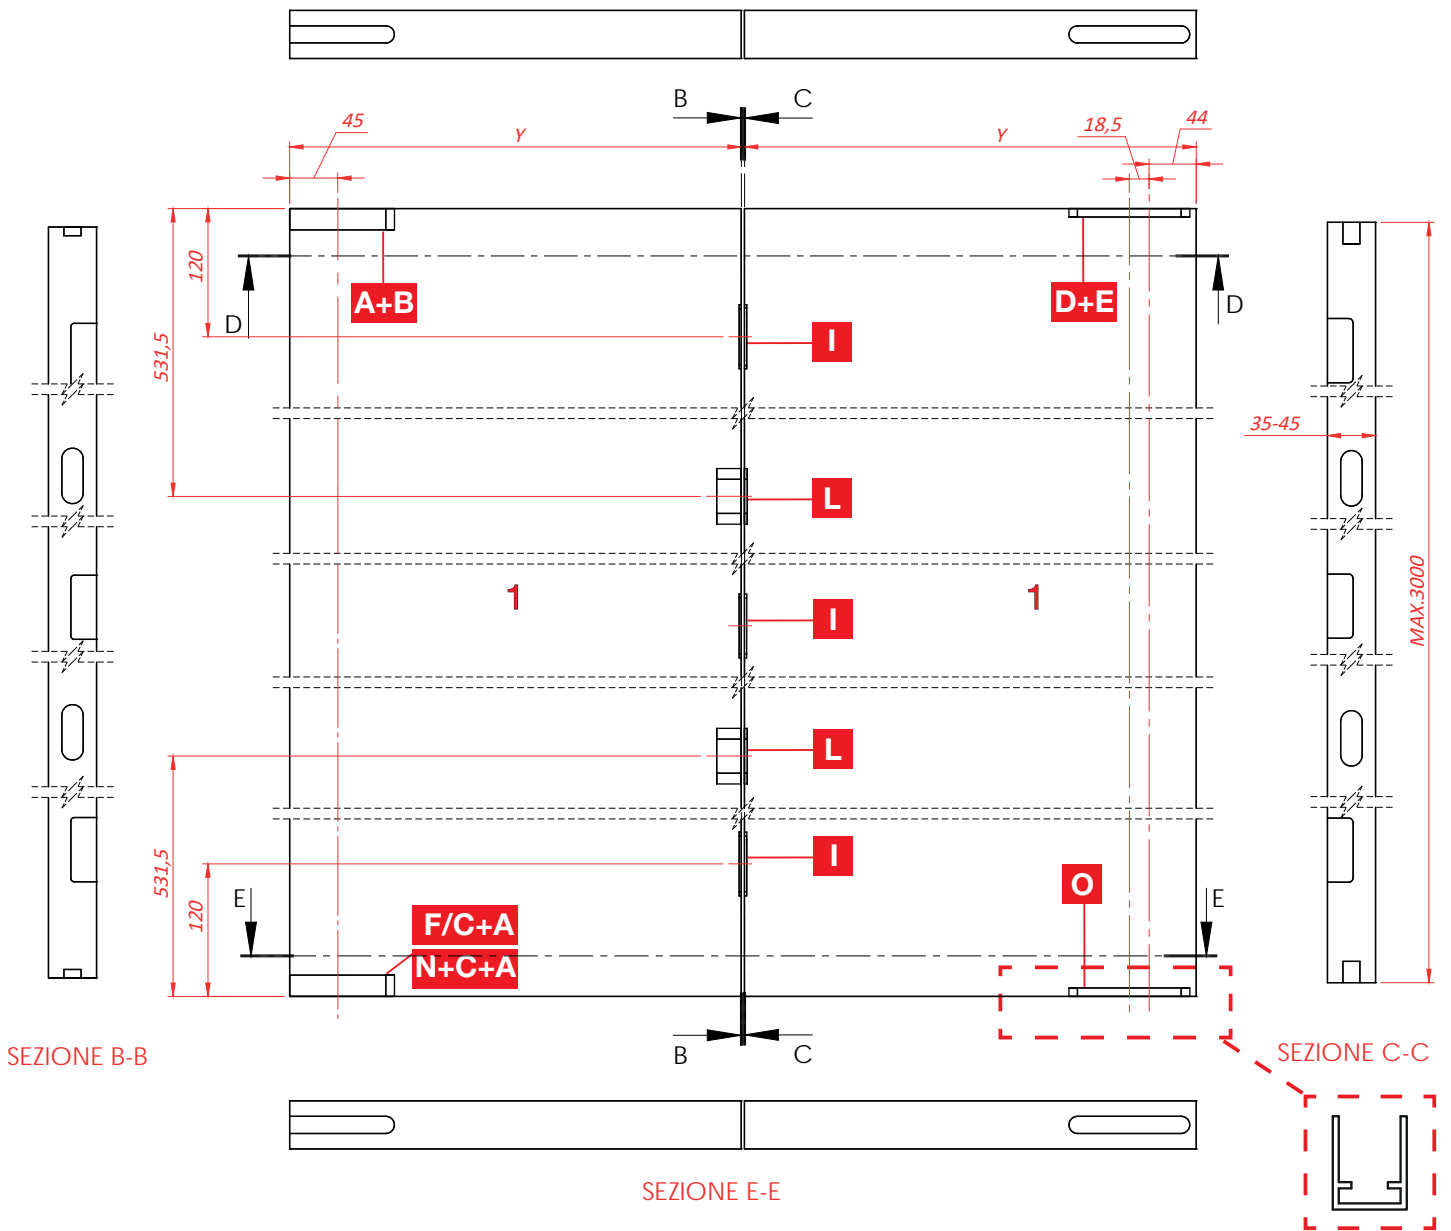 B C
45 Y Y 18,5 44
120
531,5
D D
A+B D+E
I
35-45
L
1 1
I
MAX.3000
L
I
531,5
120
O
E E
F/C+A
N+C+A
B C
SEZIONE B-B
SEZIONE C-C
SEZIONE E-E